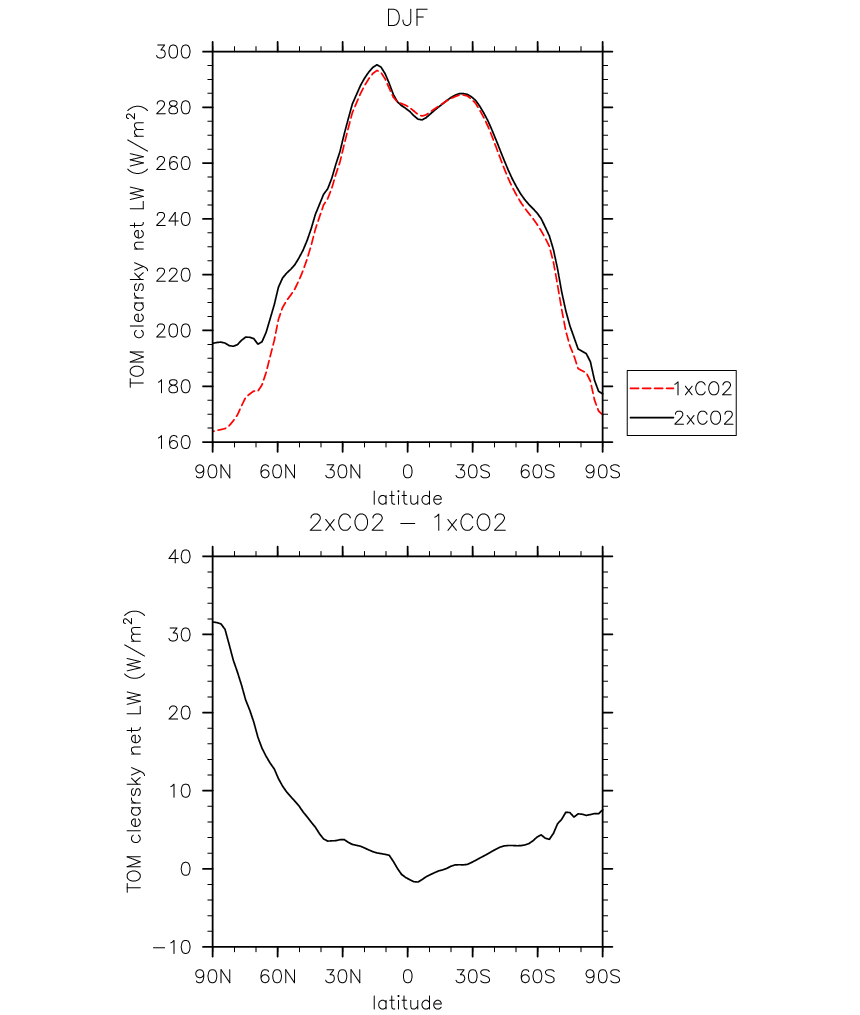 DJF
TOM clearsky net LW (W/m²)
300
280
260
240
220
200
180
160
90N 60N 30N 0 30S 60S 90S
latitude
1xCO2
2xCO2
2xCO2 − 1xCO2
TOM clearsky net LW (W/m²)
40
30
20
10
0
−10
90N 60N 30N 0 30S 60S 90S
latitude